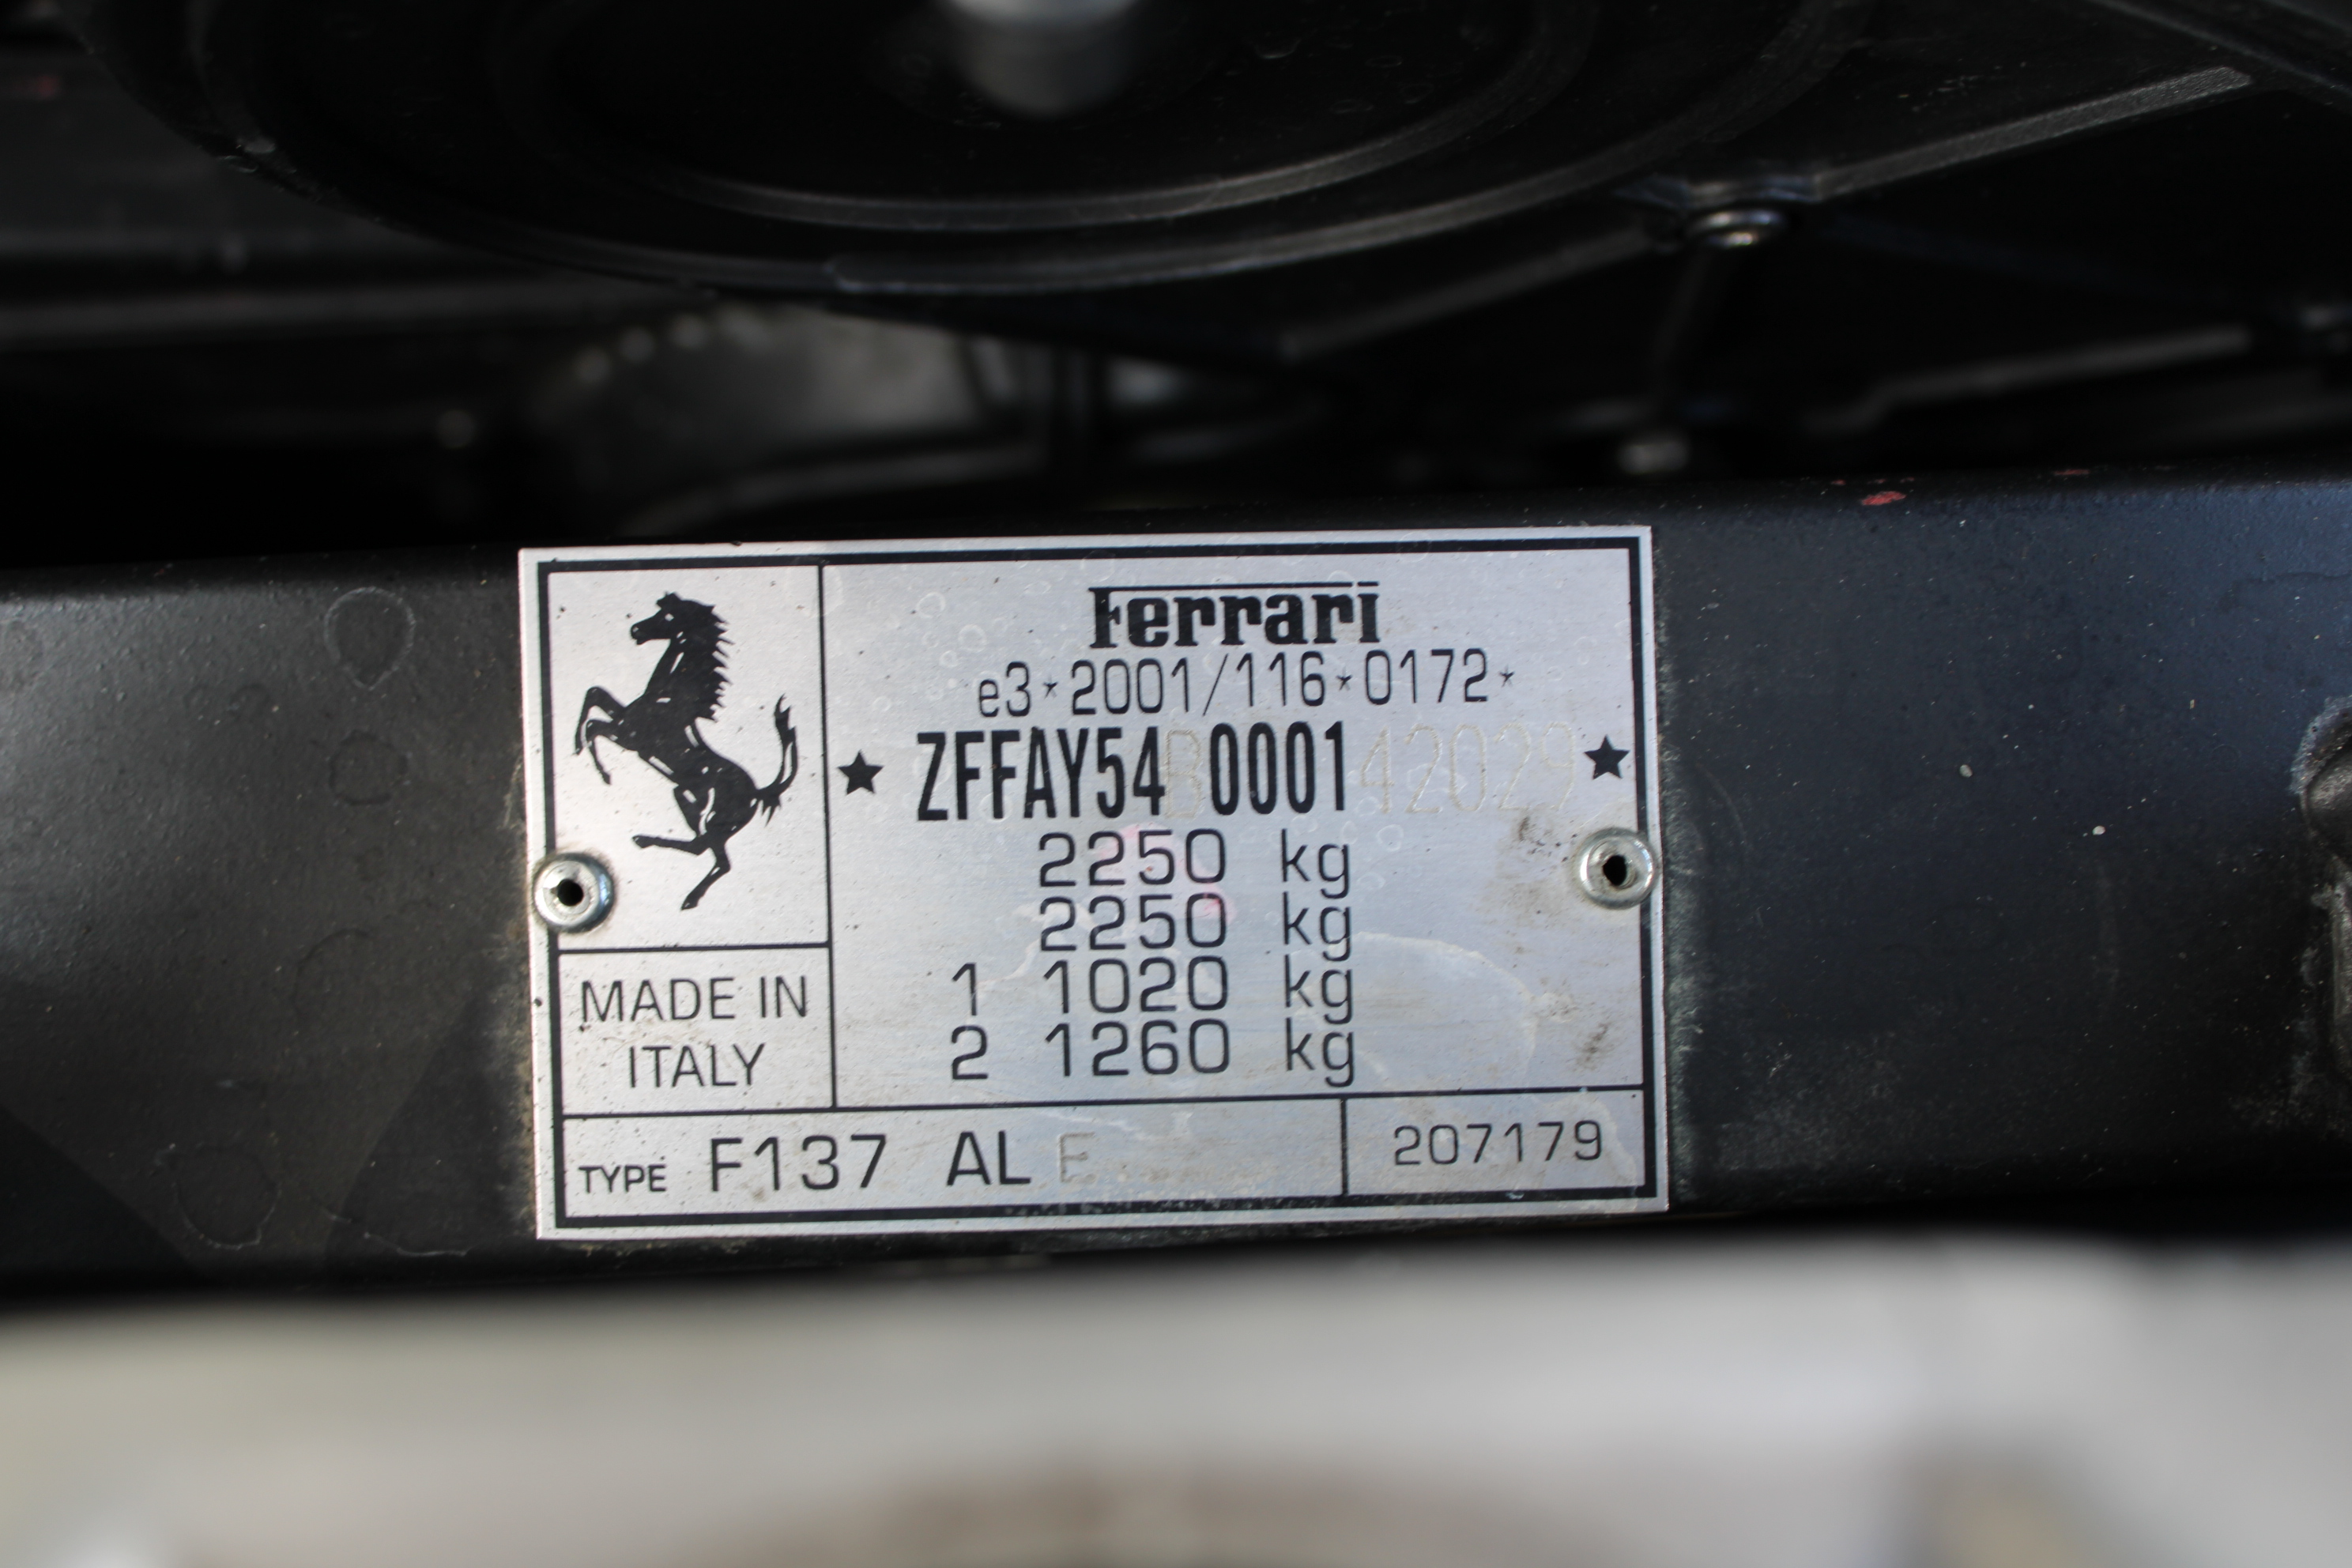 Ferrari
e3*2001/116*0172*
★ ZFFAY54B000142029 ★
2250 kg
2250 kg
1 1020 kg
2 1260 kg
MADE IN
ITALY
TYPE F137 AL E
207179